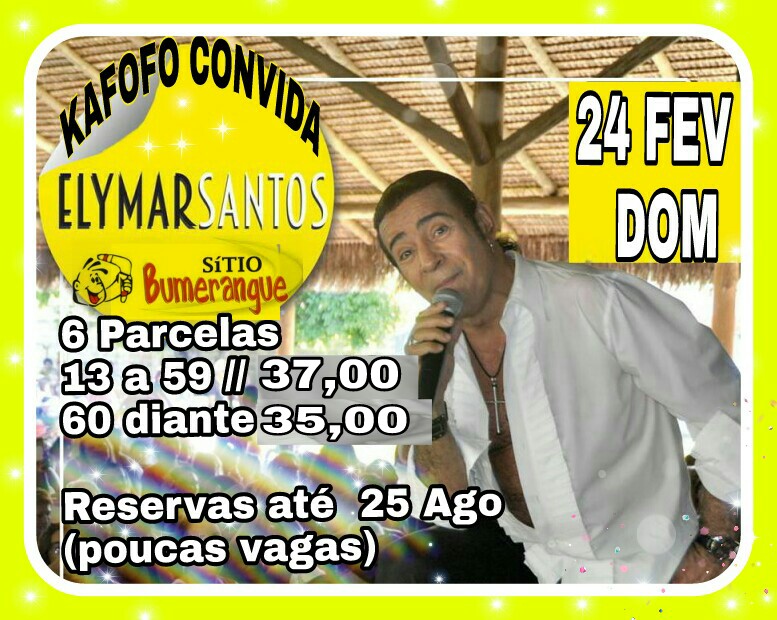 KAFOFO CONVIDA
ELYMARSANTOS
SíTIO
Bumerangue
24 FEV
DOM
6 Parcelas
13 a 59 // 37,00
60 diante 35,00
Reservas até 25 Ago
(poucas vagas)